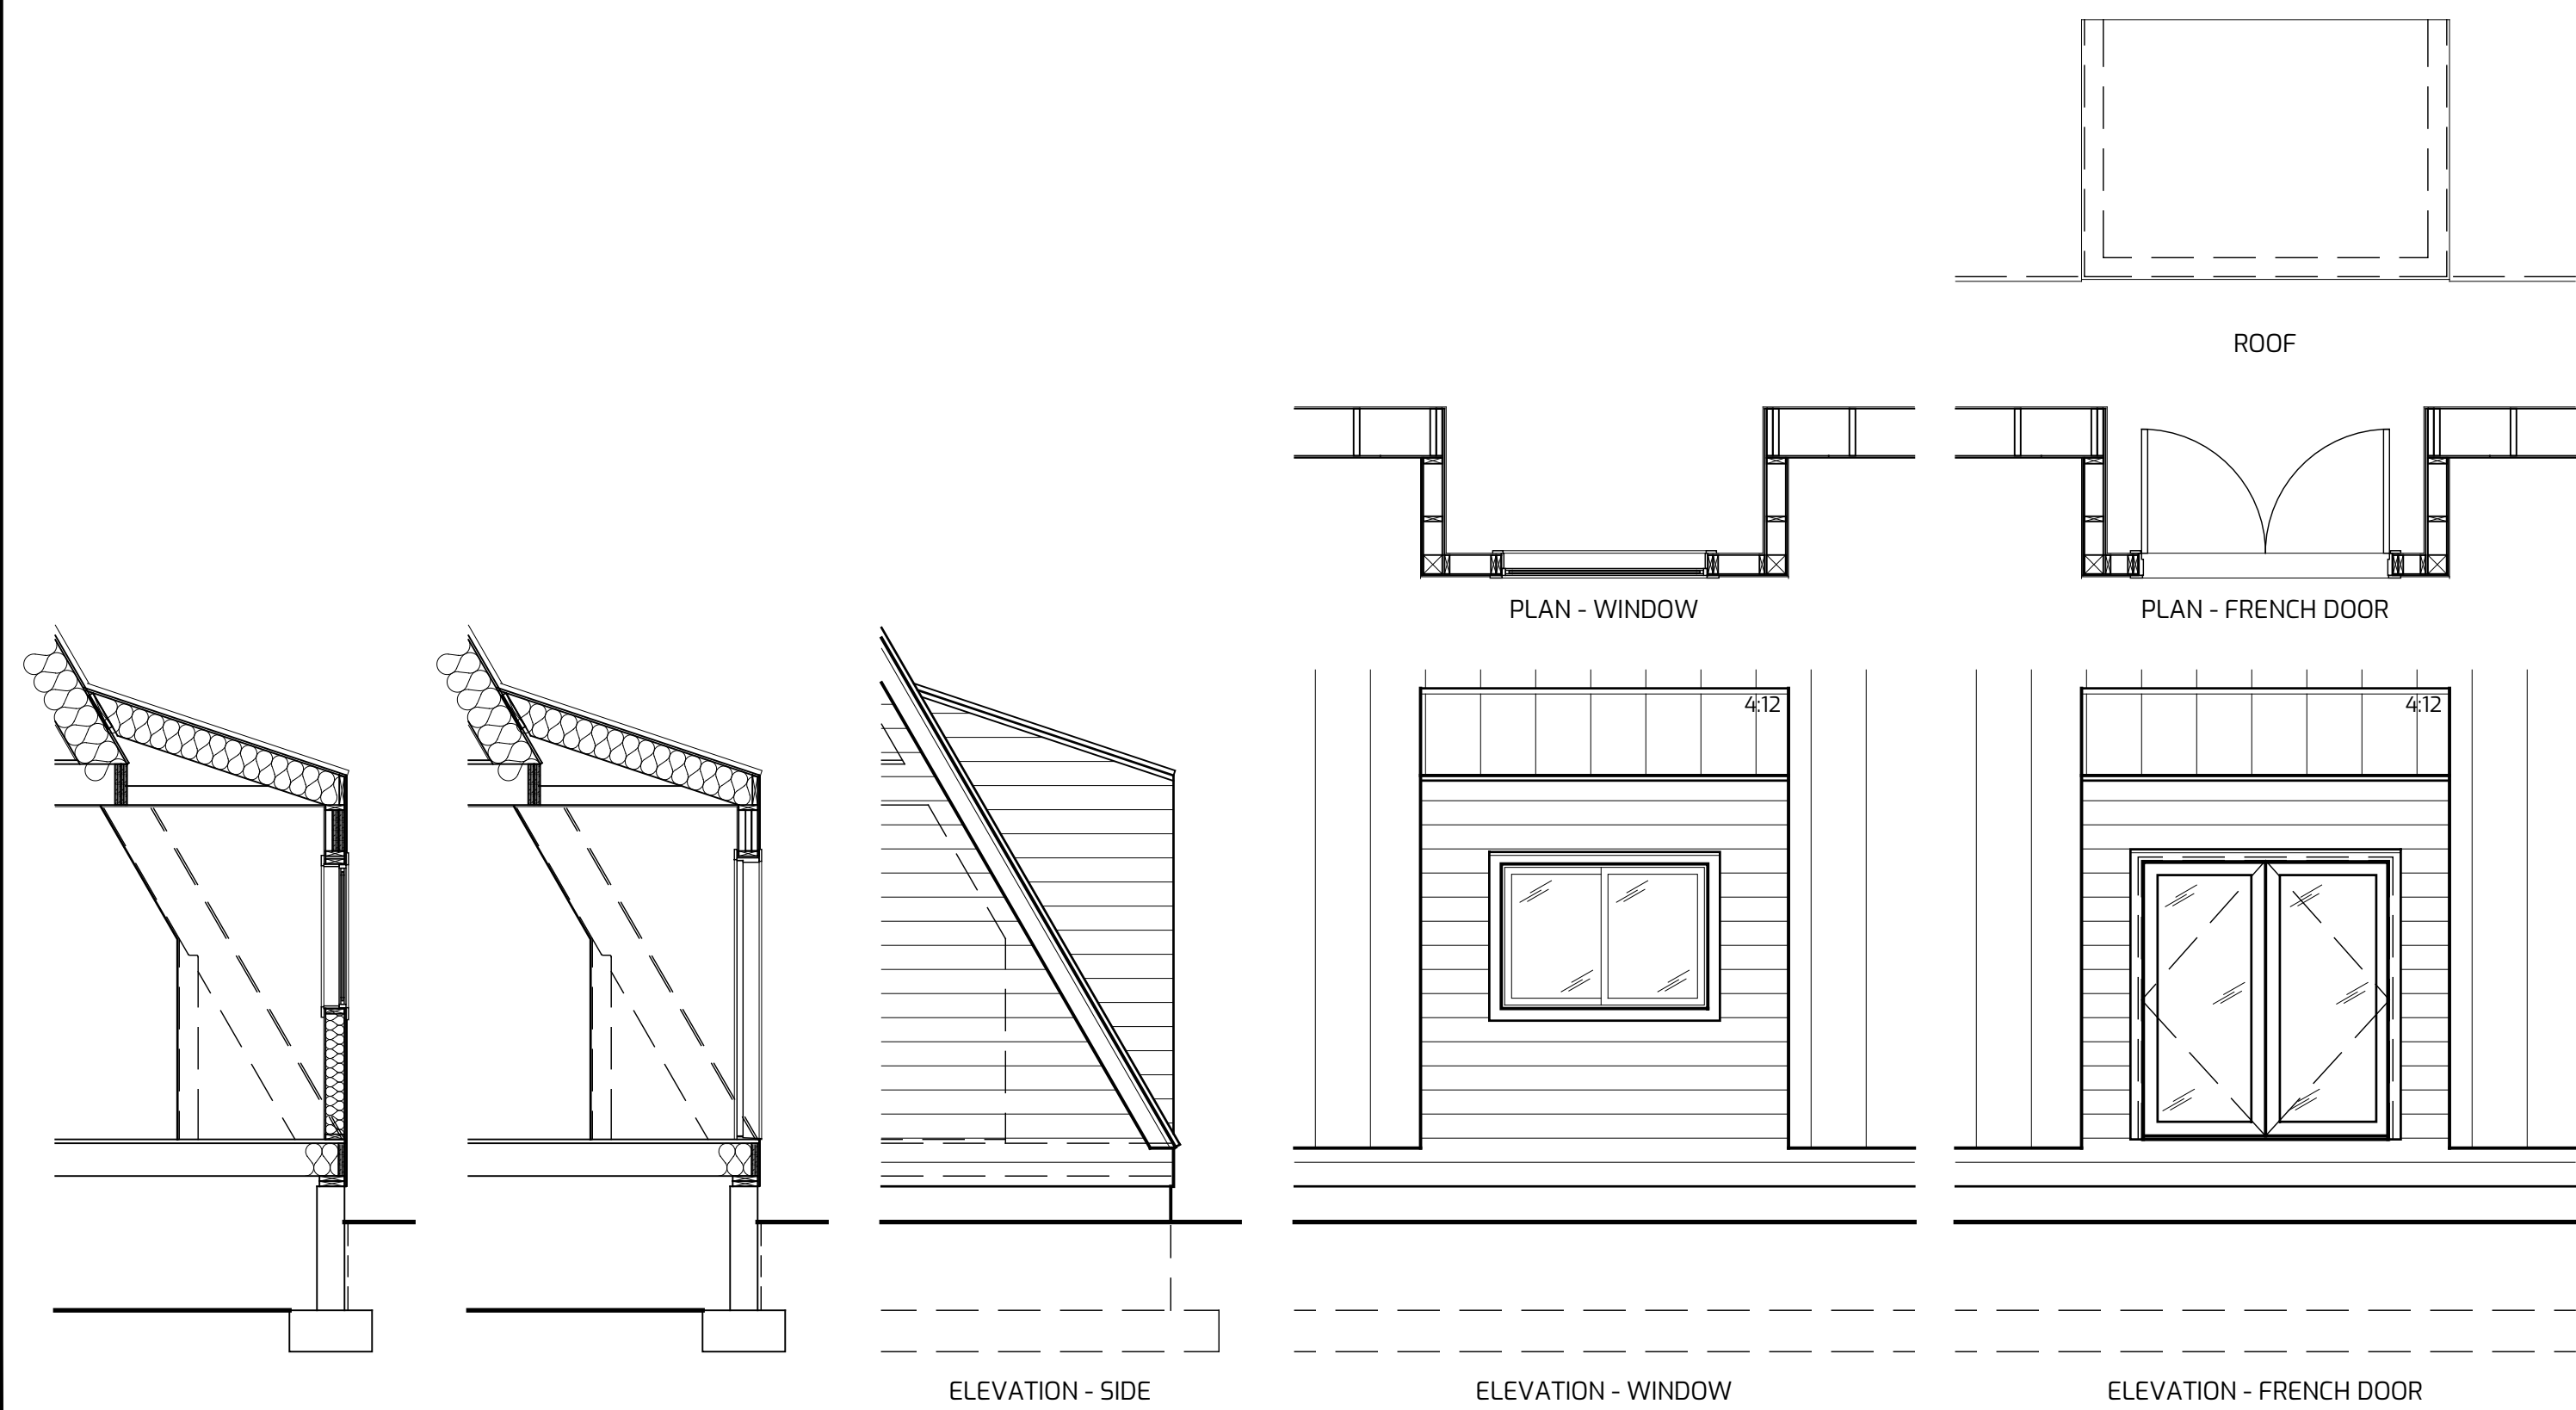 ROOF
PLAN - WINDOW
PLAN - FRENCH DOOR
4:12
4:12
ELEVATION - SIDE
ELEVATION - WINDOW
ELEVATION - FRENCH DOOR